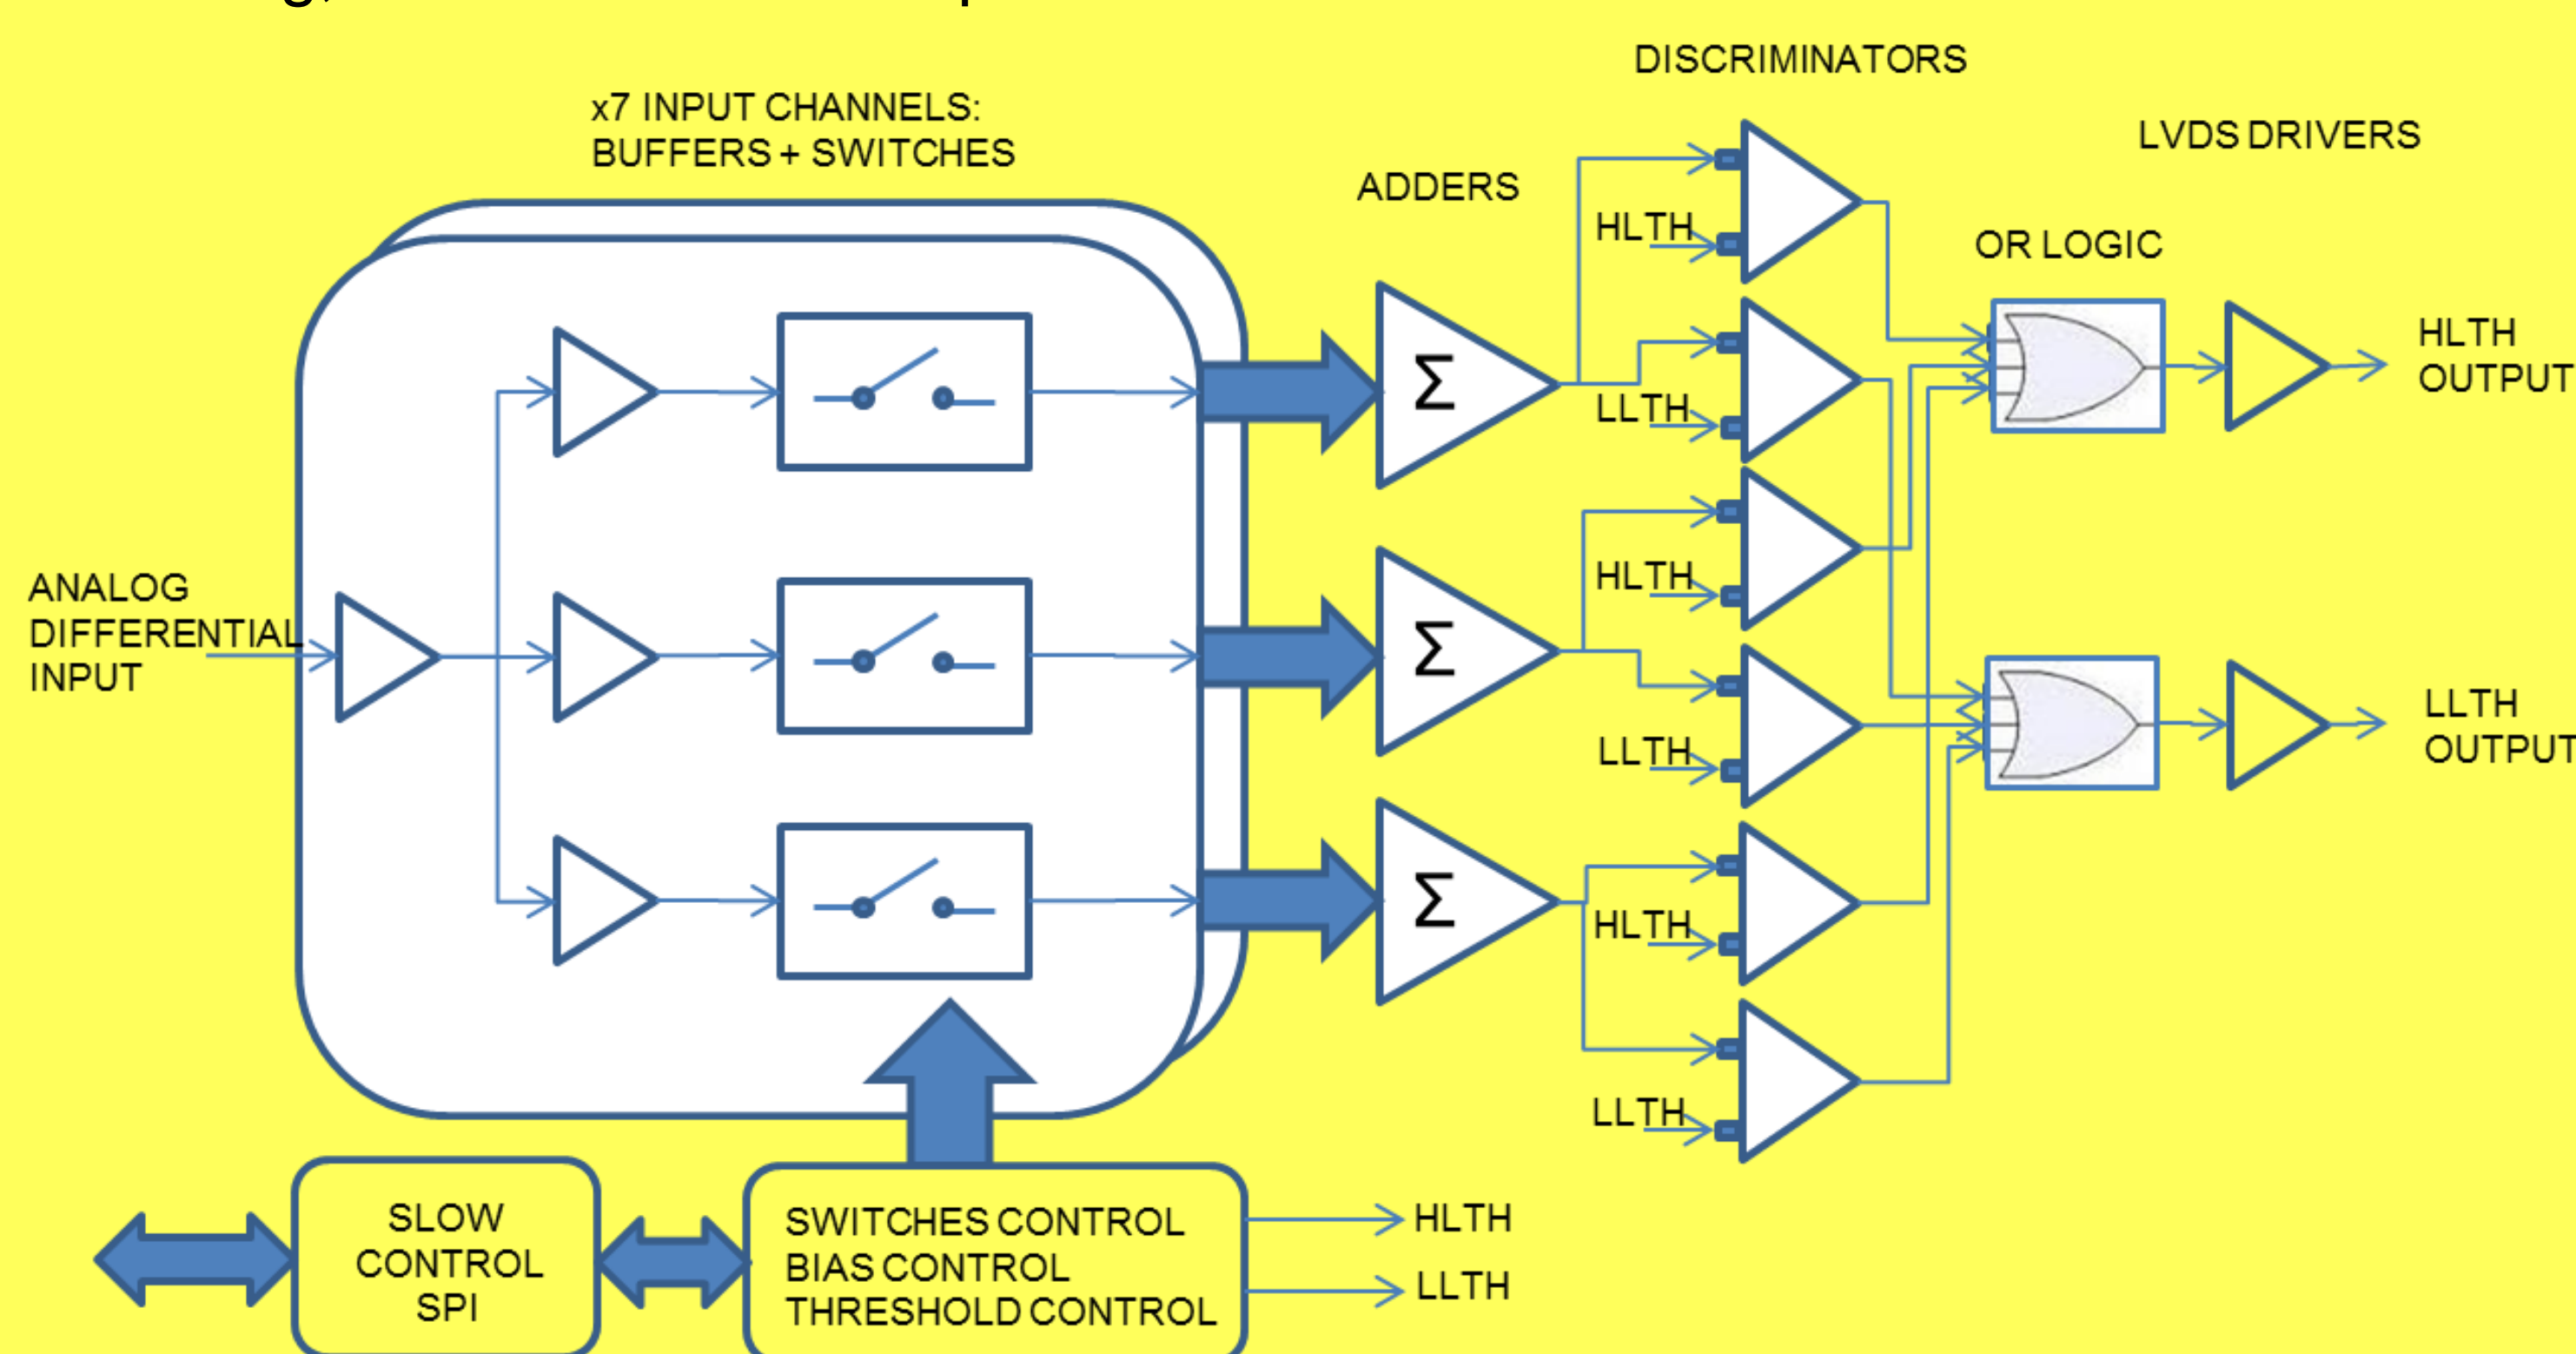 DISCRIMINATORS
x7 INPUT CHANNELS:
BUFFERS + SWITCHES
LVDS DRIVERS
ADDERS
OR LOGIC
HLTH
LLTH
HLTH
LLTH
HLTH
LLTH
Σ
Σ
Σ
HLTH
OUTPUT
LLTH
OUTPUT
ANALOG
DIFFERENTIAL
INPUT
SLOW
CONTROL
SPI
SWITCHES CONTROL
BIAS CONTROL
THRESHOLD CONTROL
HLTH
LLTH